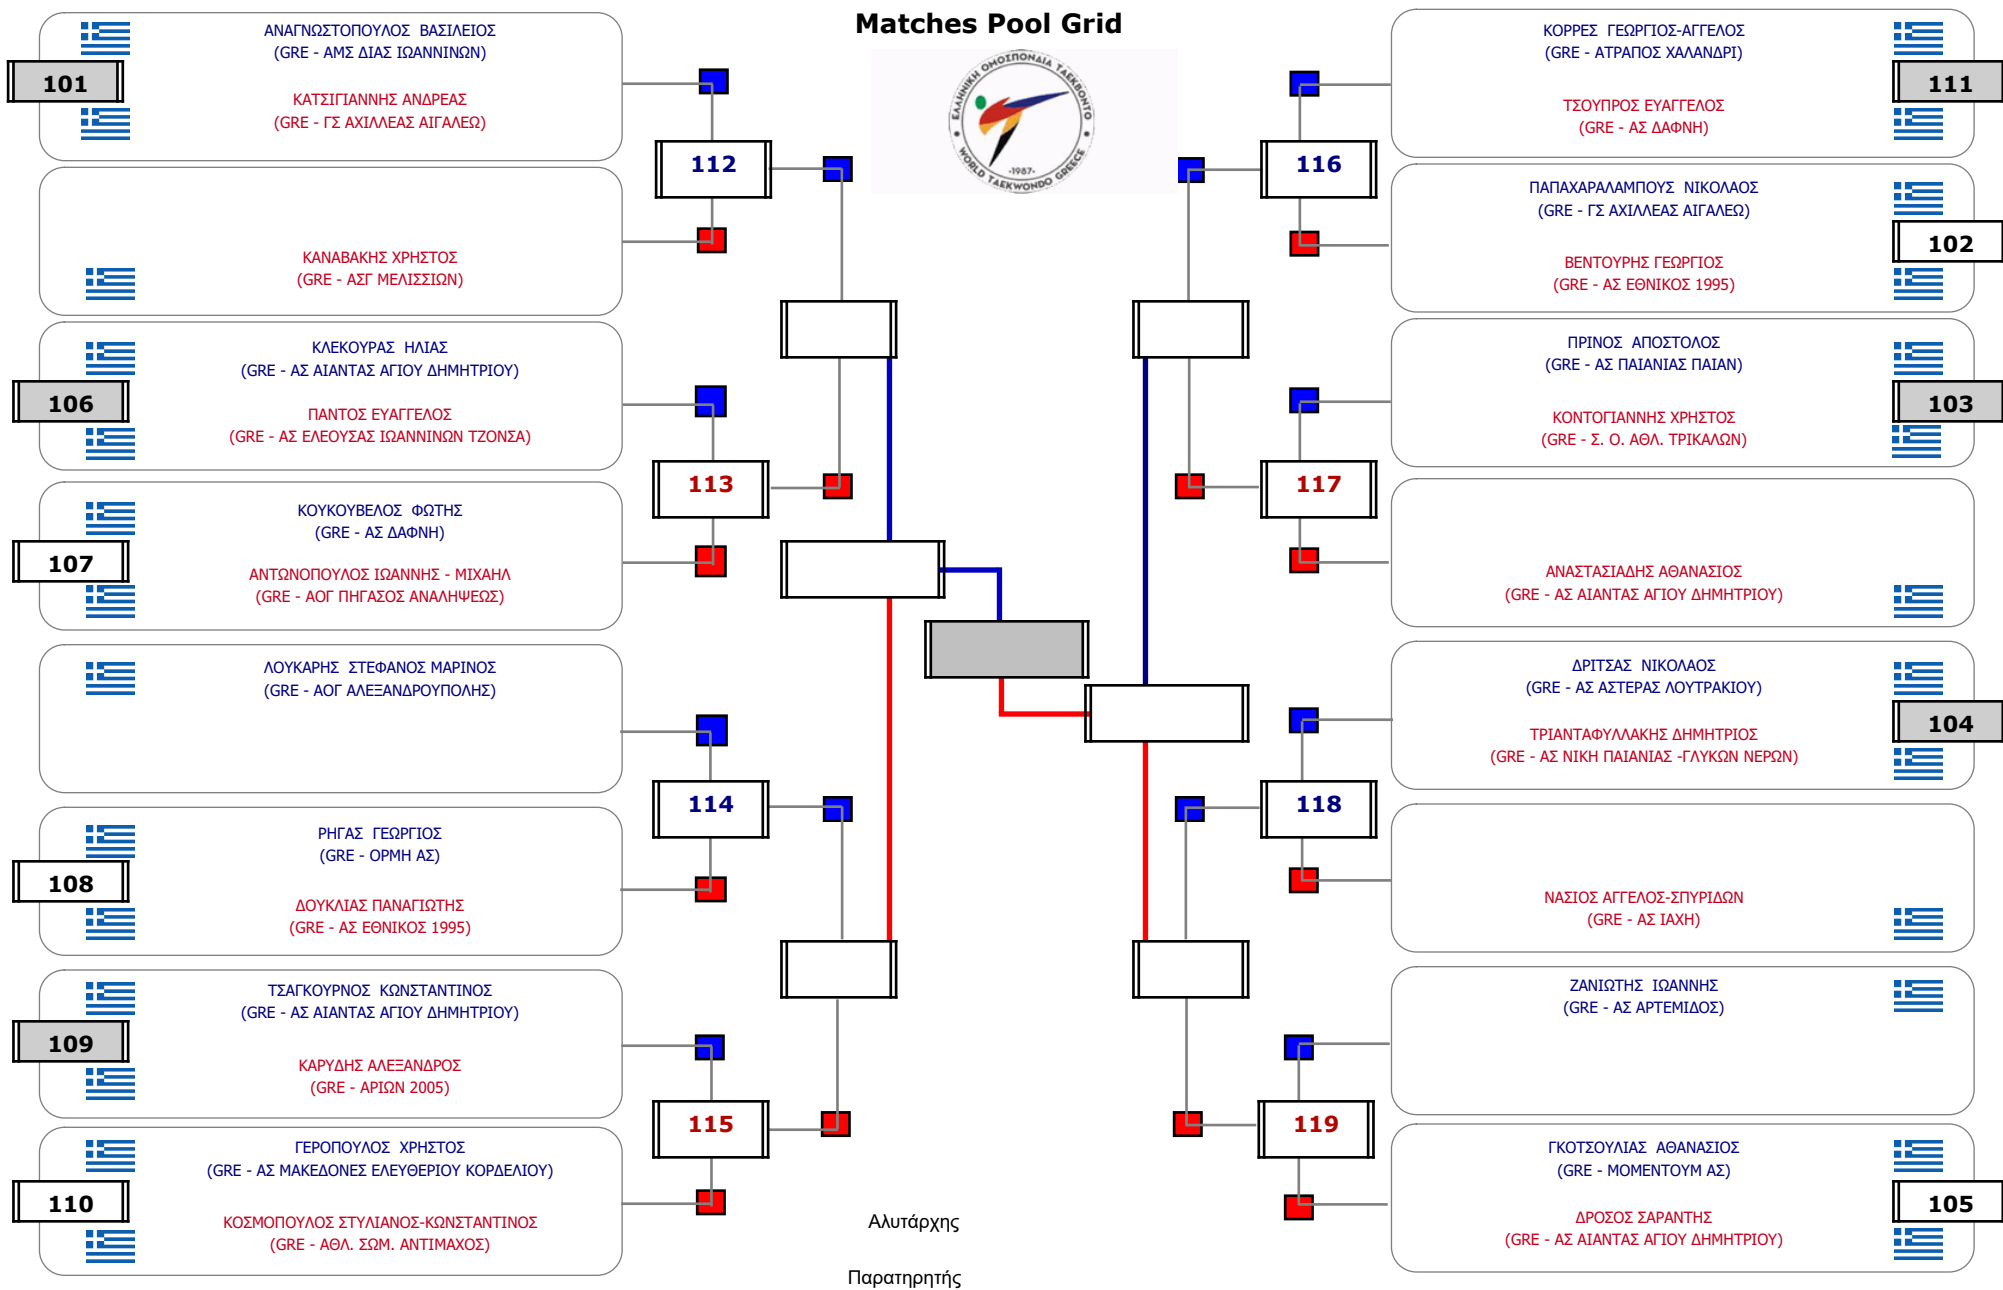 Matches Pool Grid
ΕΛΛΗΝΙΚΗ ΟΜΟΣΠΟΝΔΙΑ ΤΑΕΚΒΟΝΤΟ
-1987-
WORLD TAEKWONDO GREECE
ΑΝΑΓΝΩΣΤΟΠΟΥΛΟΣ ΒΑΣΙΛΕΙΟΣ
(GRE - ΑΜΣ ΔΙΑΣ ΙΩΑΝΝΙΝΩΝ)
101
ΚΑΤΣΙΓΙΑΝΝΗΣ ΑΝΔΡΕΑΣ
(GRE - ΓΣ ΑΧΙΛΛΕΑΣ ΑΙΓΑΛΕΩ)
112
ΚΑΝΑΒΑΚΗΣ ΧΡΗΣΤΟΣ
(GRE - ΑΣΓ ΜΕΛΙΣΣΙΩΝ)
ΚΛΕΚΟΥΡΑΣ ΗΛΙΑΣ
(GRE - ΑΣ ΑΙΑΝΤΑΣ ΑΓΙΟΥ ΔΗΜΗΤΡΙΟΥ)
106
ΠΑΝΤΟΣ ΕΥΑΓΓΕΛΟΣ
(GRE - ΑΣ ΕΛΕΟΥΣΑΣ ΙΩΑΝΝΙΝΩΝ ΤΖΟΝΣΑ)
113
ΚΟΥΚΟΥΒΕΛΟΣ ΦΩΤΗΣ
(GRE - ΑΣ ΔΑΦΝΗ)
107
ΑΝΤΩΝΟΠΟΥΛΟΣ ΙΩΑΝΝΗΣ - ΜΙΧΑΗΛ
(GRE - ΑΟΓ ΠΗΓΑΣΟΣ ΑΝΑΛΗΨΕΩΣ)
ΛΟΥΚΑΡΗΣ ΣΤΕΦΑΝΟΣ ΜΑΡΙΝΟΣ
(GRE - ΑΟΓ ΑΛΕΞΑΝΔΡΟΥΠΟΛΗΣ)
114
ΡΗΓΑΣ ΓΕΩΡΓΙΟΣ
(GRE - ΟΡΜΗ ΑΣ)
108
ΔΟΥΚΛΙΑΣ ΠΑΝΑΓΙΩΤΗΣ
(GRE - ΑΣ ΕΘΝΙΚΟΣ 1995)
ΤΣΑΓΚΟΥΡΝΟΣ ΚΩΝΣΤΑΝΤΙΝΟΣ
(GRE - ΑΣ ΑΙΑΝΤΑΣ ΑΓΙΟΥ ΔΗΜΗΤΡΙΟΥ)
109
ΚΑΡΥΔΗΣ ΑΛΕΞΑΝΔΡΟΣ
(GRE - ΑΡΙΩΝ 2005)
115
ΓΕΡΟΠΟΥΛΟΣ ΧΡΗΣΤΟΣ
(GRE - ΑΣ ΜΑΚΕΔΟΝΕΣ ΕΛΕΥΘΕΡΙΟΥ ΚΟΡΔΕΛΙΟΥ)
110
ΚΟΣΜΟΠΟΥΛΟΣ ΣΤΥΛΙΑΝΟΣ-ΚΩΝΣΤΑΝΤΙΝΟΣ
(GRE - ΑΘΛ. ΣΩΜ. ΑΝΤΙΜΑΧΟΣ)
ΚΟΡΡΕΣ ΓΕΩΡΓΙΟΣ-ΑΓΓΕΛΟΣ
(GRE - ΑΤΡΑΠΟΣ ΧΑΛΑΝΔΡΙ)
111
ΤΣΟΥΠΡΟΣ ΕΥΑΓΓΕΛΟΣ
(GRE - ΑΣ ΔΑΦΝΗ)
116
ΠΑΠΑΧΑΡΑΛΑΜΠΟΥΣ ΝΙΚΟΛΑΟΣ
(GRE - ΓΣ ΑΧΙΛΛΕΑΣ ΑΙΓΑΛΕΩ)
102
ΒΕΝΤΟΥΡΗΣ ΓΕΩΡΓΙΟΣ
(GRE - ΑΣ ΕΘΝΙΚΟΣ 1995)
ΠΡΙΝΟΣ ΑΠΟΣΤΟΛΟΣ
(GRE - ΑΣ ΠΑΙΑΝΙΑΣ ΠΑΙΑΝ)
103
ΚΟΝΤΟΓΙΑΝΝΗΣ ΧΡΗΣΤΟΣ
(GRE - Σ. Ο. ΑΘΛ. ΤΡΙΚΑΛΩΝ)
117
ΑΝΑΣΤΑΣΙΑΔΗΣ ΑΘΑΝΑΣΙΟΣ
(GRE - ΑΣ ΑΙΑΝΤΑΣ ΑΓΙΟΥ ΔΗΜΗΤΡΙΟΥ)
ΔΡΙΤΣΑΣ ΝΙΚΟΛΑΟΣ
(GRE - ΑΣ ΑΣΤΕΡΑΣ ΛΟΥΤΡΑΚΙΟΥ)
104
ΤΡΙΑΝΤΑΦΥΛΛΑΚΗΣ ΔΗΜΗΤΡΙΟΣ
(GRE - ΑΣ ΝΙΚΗ ΠΑΙΑΝΙΑΣ -ΓΛΥΚΩΝ ΝΕΡΩΝ)
118
ΝΑΣΙΟΣ ΑΓΓΕΛΟΣ-ΣΠΥΡΙΔΩΝ
(GRE - ΑΣ ΙΑΧΗ)
ΖΑΝΙΩΤΗΣ ΙΩΑΝΝΗΣ
(GRE - ΑΣ ΑΡΤΕΜΙΔΟΣ)
119
ΓΚΟΤΣΟΥΛΙΑΣ ΑΘΑΝΑΣΙΟΣ
(GRE - ΜΟΜΕΝΤΟΥΜ ΑΣ)
105
ΔΡΟΣΟΣ ΣΑΡΑΝΤΗΣ
(GRE - ΑΣ ΑΙΑΝΤΑΣ ΑΓΙΟΥ ΔΗΜΗΤΡΙΟΥ)
Αλυτάρχης
Παρατηρητής